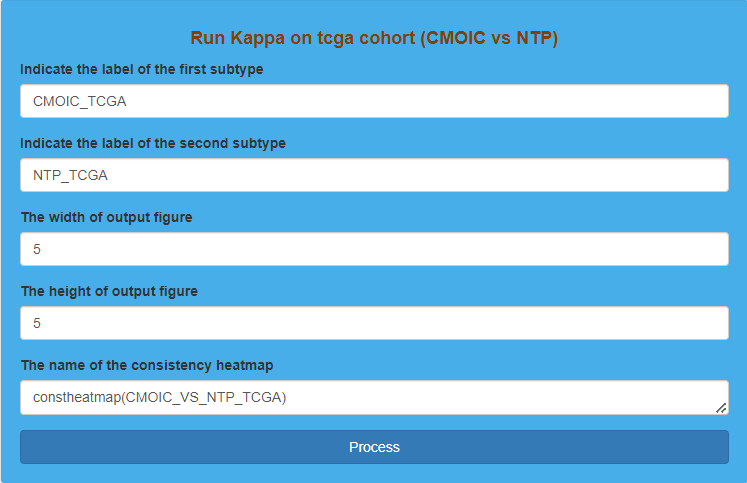 Run Kappa on tcga cohort (CMOIC vs NTP)
Indicate the label of the first subtype
CMOIC_TCGA
Indicate the label of the second subtype
NTP_TCGA
The width of output figure
5
The height of output figure
5
The name of the consistency heatmap
constheatmap(CMOIC_VS_NTP_TCGA)
Process